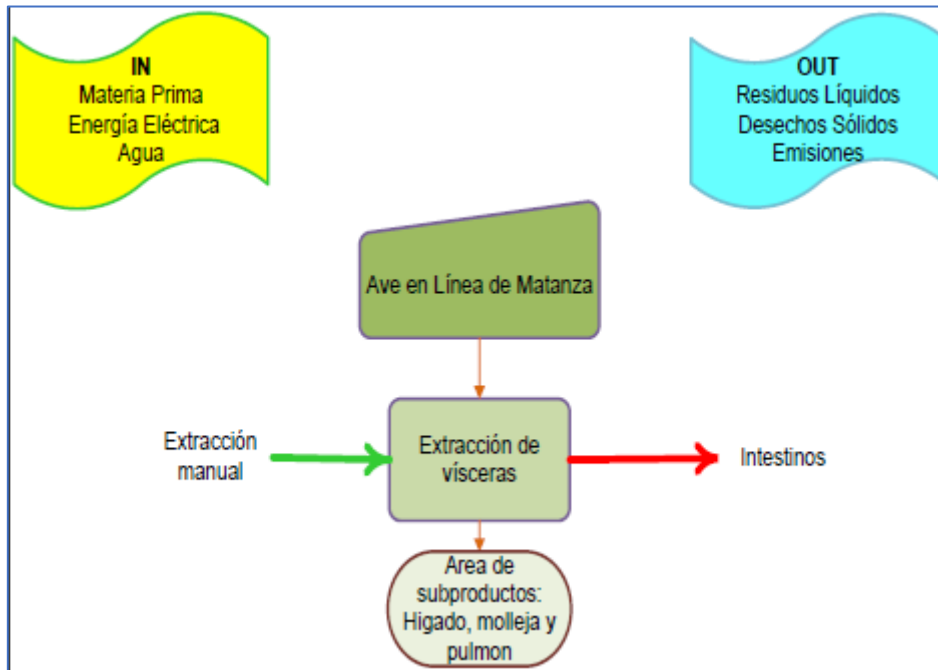 IN
Materia Prima
Energía Eléctrica
Agua
OUT
Residuos Líquidos
Desechos Sólidos
Emisiones
Ave en Línea de Matanza
Extracción
manual
Extracción de
vísceras
Intestinos
Area de
subproductos:
Higado, molleja y
pulmon